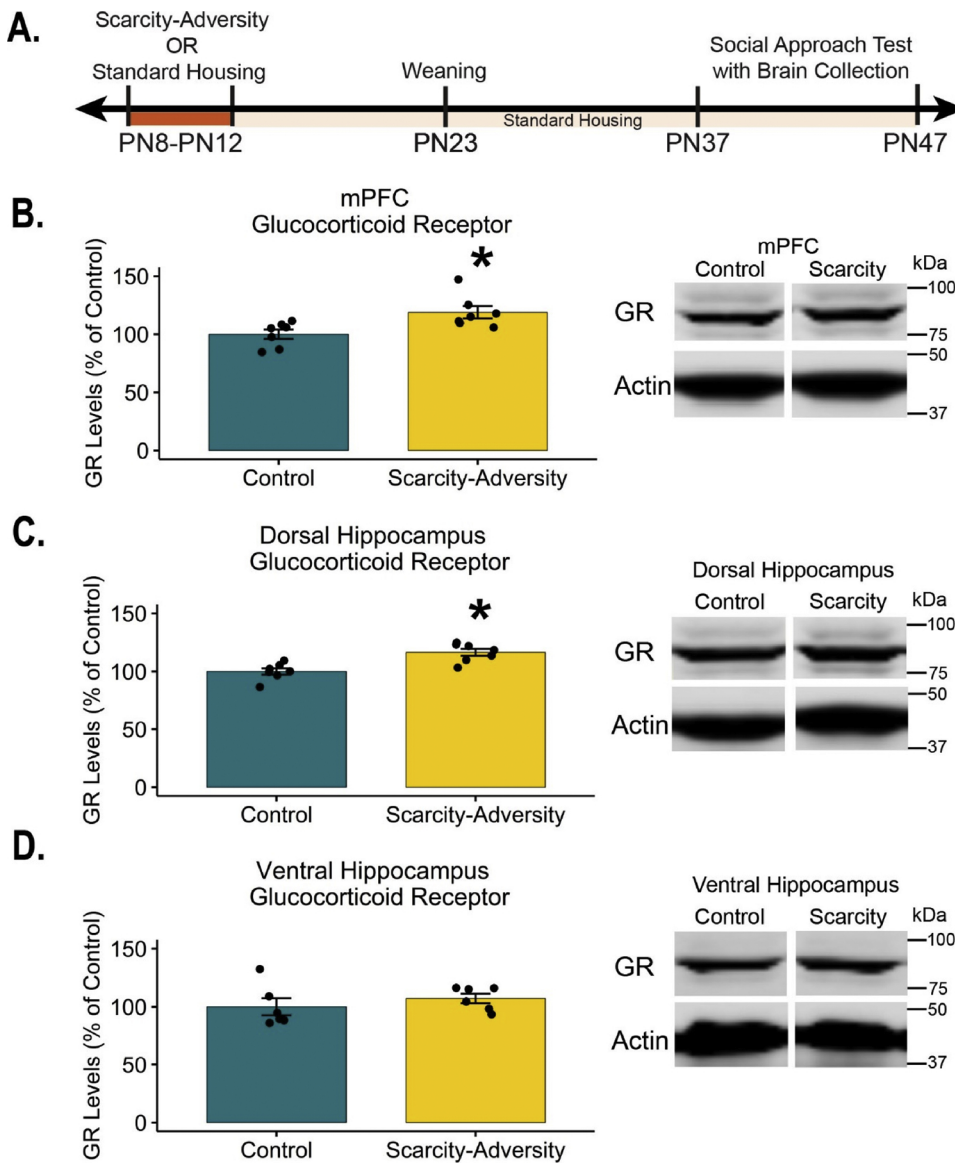 A.
Scarcity-Adversity
OR
Standard Housing
Weaning
Social Approach Test
with Brain Collection
Standard Housing
PN8-PN12
PN23
PN37
PN47
B.
mPFC
Glucocorticoid Receptor
GR Levels (% of Control)
150
100
50
0
*
Control
Scarcity-Adversity
mPFC
Control Scarcity kDa
GR
100
75
Actin
50
37
C.
Dorsal Hippocampus
Glucocorticoid Receptor
GR Levels (% of Control)
150
100
50
0
*
Control
Scarcity-Adversity
Dorsal Hippocampus
Control Scarcity kDa
GR
100
75
Actin
50
37
D.
Ventral Hippocampus
Glucocorticoid Receptor
GR Levels (% of Control)
150
100
50
0
Control
Scarcity-Adversity
Ventral Hippocampus
Control Scarcity kDa
GR
100
75
Actin
50
37